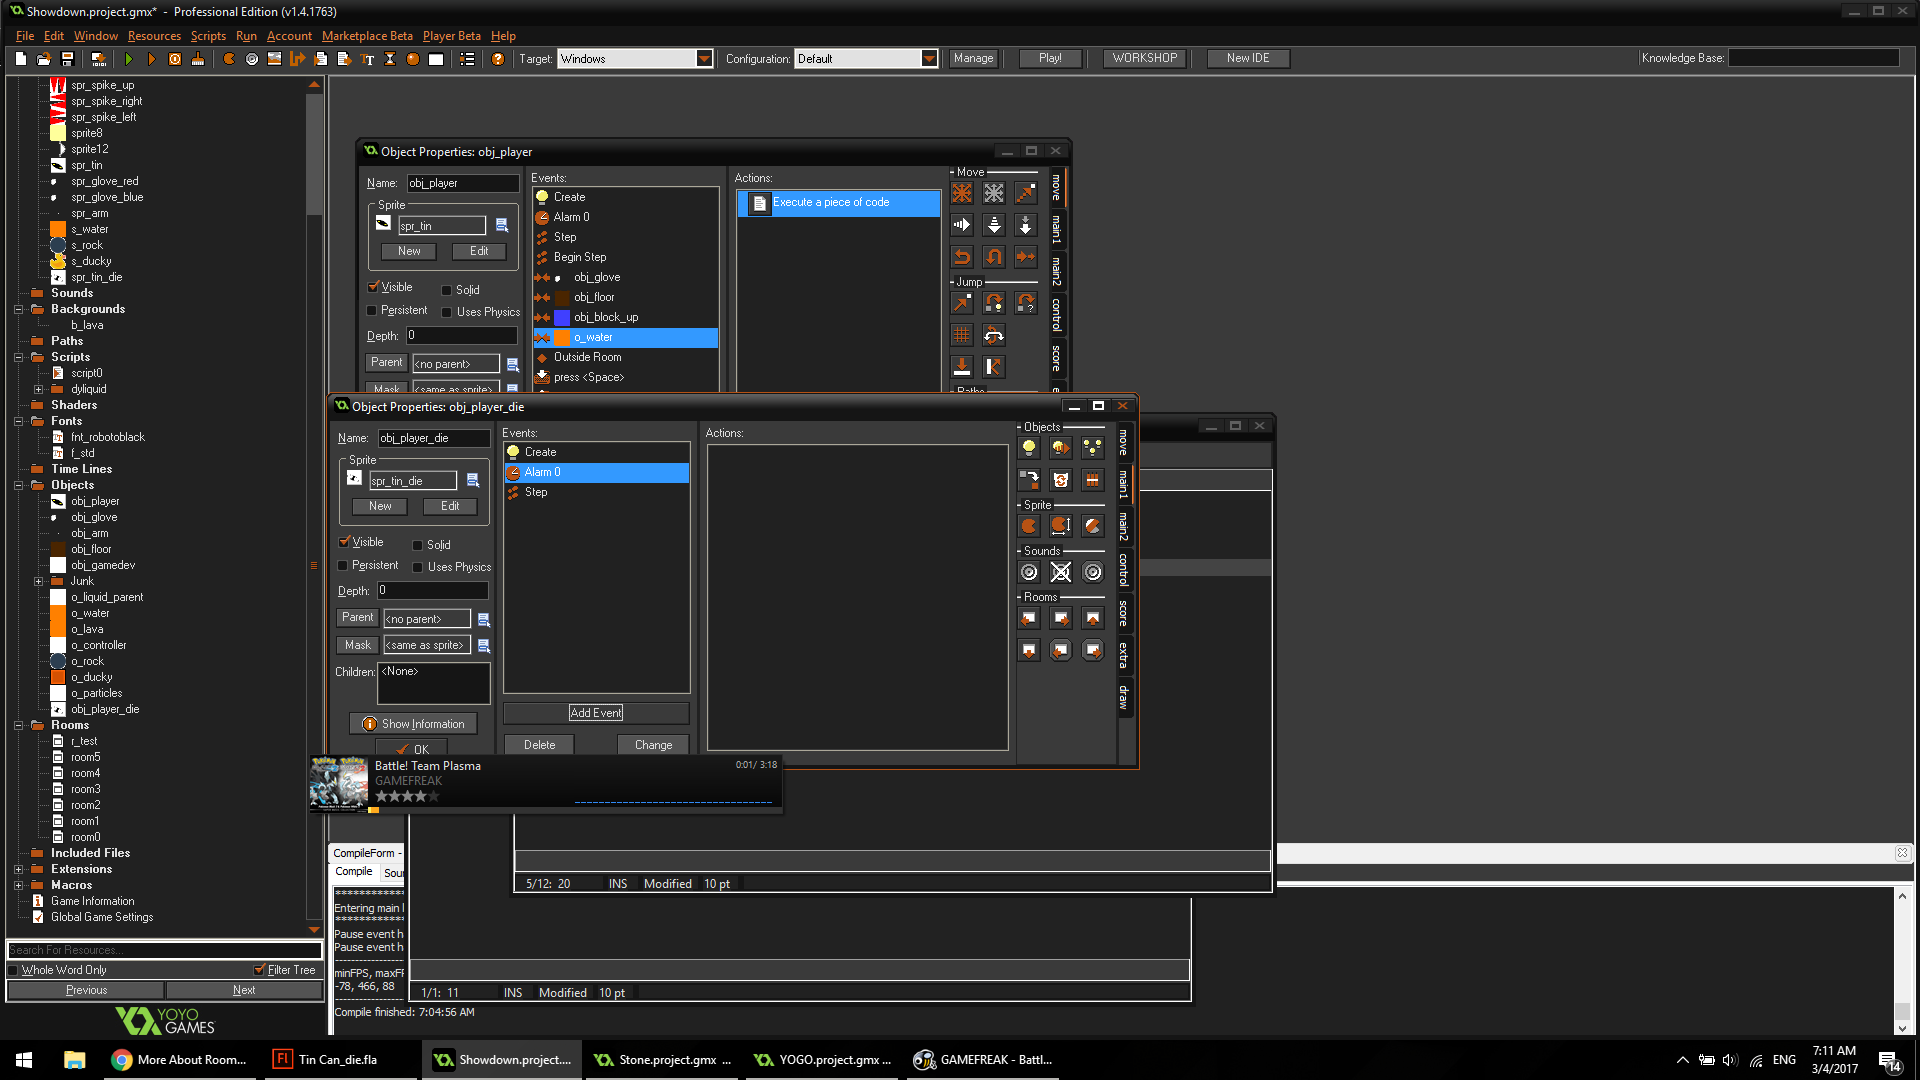 Showdown.project.gmx* - Professional Edition (v1.4.1763)
File Edit Window Resources Scripts Run Account Marketplace Beta Player Beta Help
Target: Windows Configuration: Default Manage Play! WORKSHOP New IDE Knowledge Base:
spr_spike_up
spr_spike_right
spr_spike_left
sprite8
sprite12
spr_tin
spr_glove_red
spr_glove_blue
spr_arm
s_water
s_rock
s_ducky
spr_tin_die
Sounds
Backgrounds
b_lava
Paths
Scripts
script0
dyliquid
Shaders
Fonts
fnt_robotoblack
f_std
Time Lines
Objects
obj_player
obj_glove
obj_arm
obj_floor
obj_gamedev
Junk
o_liquid_parent
o_water
o_lava
o_controller
o_rock
o_ducky
o_particles
obj_player_die
Rooms
r_test
room5
room4
room3
room2
room1
room0
Included Files
Extensions
Macros
Game Information
Global Game Settings
Search For Resources...
Whole Word Only Filter Tree
Previous Next
YOYO
GAMES
Object Properties: obj_player
Name: obj_player
Sprite
spr_tin
New Edit
Visible Solid
Persistent Uses Physics
Depth: 0
Parent <no parent>
Mask <same as sprite>
Events:
Create
Alarm 0
Step
Begin Step
obj_glove
obj_floor
obj_block_up
o_water
Outside Room
press <Space>
Actions:
Execute a piece of code
Move
Jump
Paths
move
main1
main2
control
score
Object Properties: obj_player_die
Name: obj_player_die
Sprite
spr_tin_die
New Edit
Visible Solid
Persistent Uses Physics
Depth: 0
Parent <no parent>
Mask <same as sprite>
Children: <None>
Show Information
OK
Events:
Create
Alarm 0
Step
Add Event
Delete Change
Actions:
Objects
Sprite
Sounds
Rooms
move
main1
main2
control
score
extra
draw
Battle! Team Plasma 0:01/ 3:18
GAMEFREAK
5/12: 20 INS Modified 10 pt
1/1: 11 INS Modified 10 pt
CompileForm -
Compile Sour
Entering main l
Pause event h
Pause event h
minFPS, maxFP
-78, 466, 88
Compile finished: 7:04:56 AM
More About Room... Tin Can_die.fla Showdown.project.... Stone.project.gmx ... YOGO.project.gmx ... GAMEFREAK - Battl...
ENG 7:11 AM
3/4/2017
14